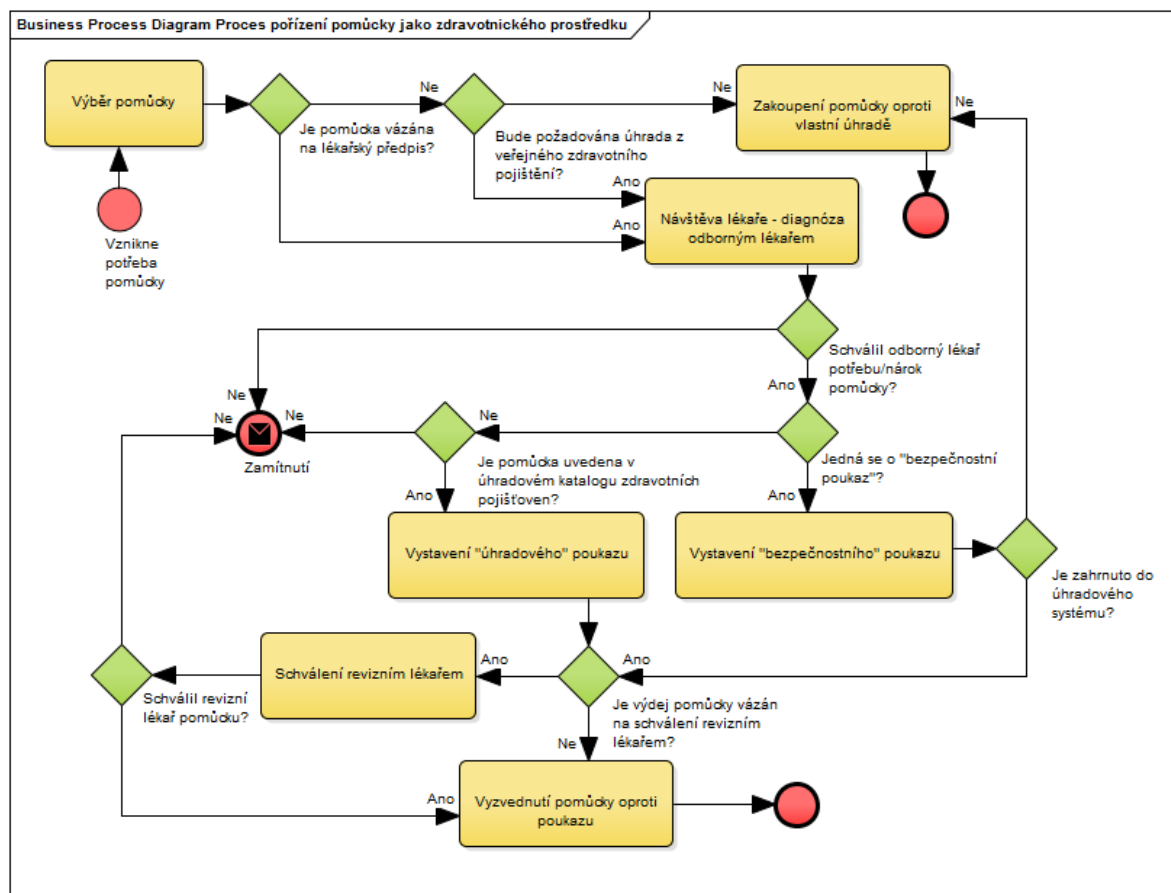 Business Process Diagram Proces pořízení pomůcky jako zdravotnického prostředku
Výběr pomůcky
Vznikne
potřeba
pomůcky
Je pomůcka vázána
na lékařský předpis?
Ne
Bude požadována úhrada z
veřejného zdravotního
pojištění?
Ne
Zakoupení pomůcky oproti
vlastní úhradě
Ne
Ano
Ano
Návštěva lékaře - diagnóza
odborným lékařem
Schválil odborný lékař
potřebu/nárok
pomůcky?
Ne
Ano
Ne
Ne
Zamítnutí
Ne
Je pomůcka uvedena v
úhradovém katalogu zdravotních
pojišťoven?
Jedná se o "bezpečnostní
poukaz"?
Ano
Ano
Vystavení "úhradového" poukazu
Vystavení "bezpečnostního" poukazu
Je zahrnuto do
úhradového
systému?
Schválení revizním lékařem
Ano
Ano
Schválil revizní
lékař pomůcku?
Je výdej pomůcky vázán
na schválení revizním
lékařem?
Ne
Ano
Vyzvednutí pomůcky oproti
poukazu